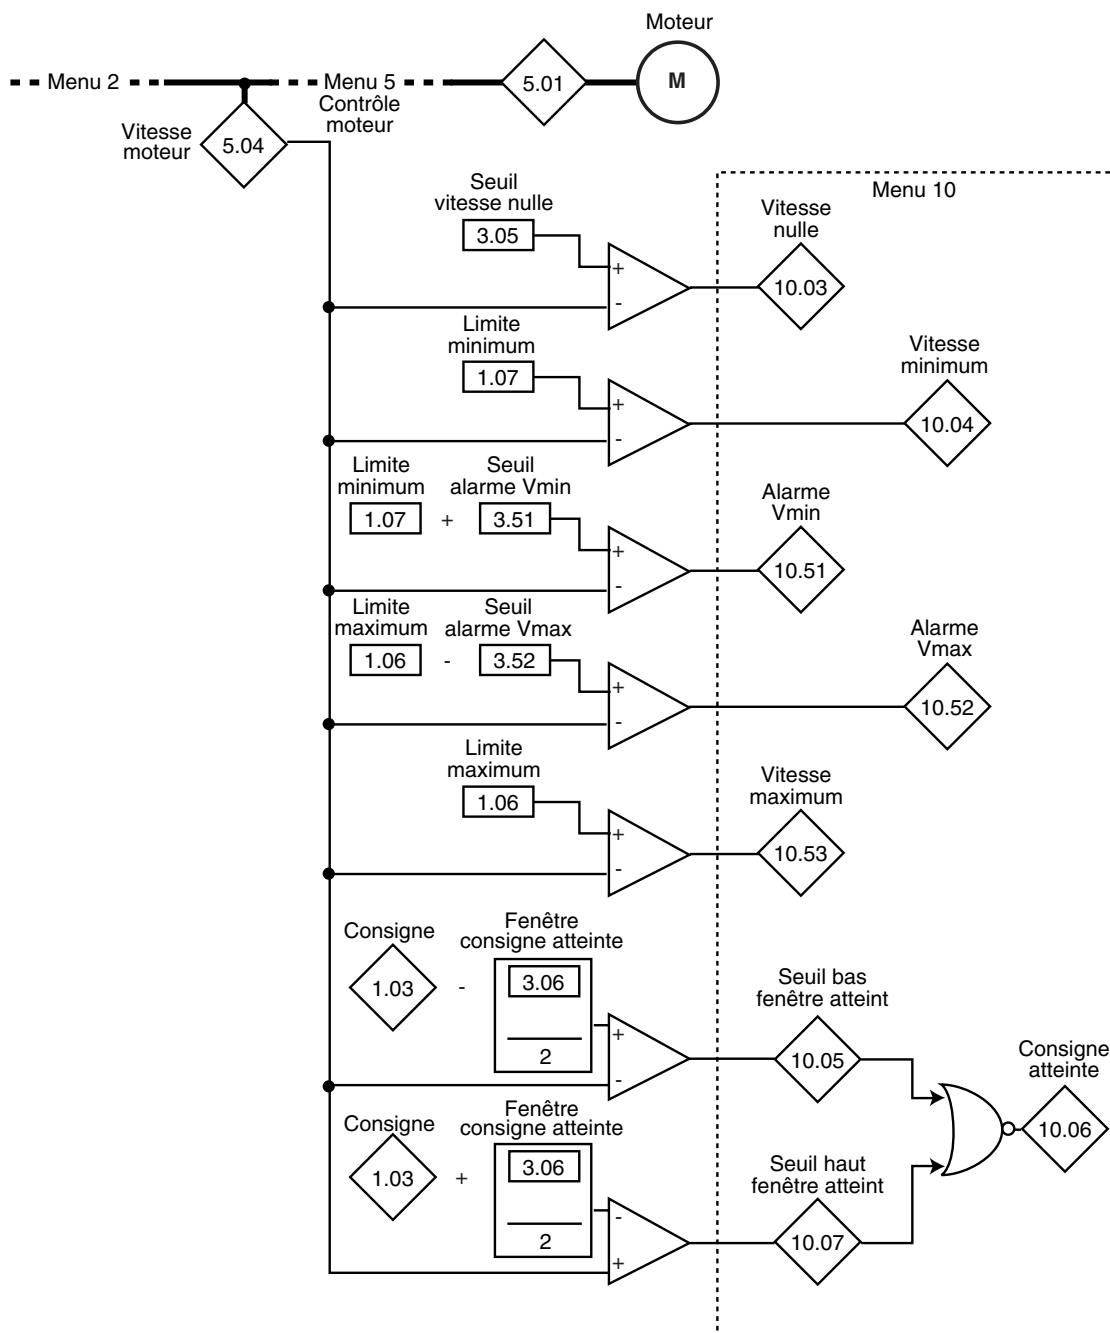 Moteur
Menu 2
Menu 5
5.01
M
Contrôle
moteur
Vitesse
moteur
5.04
Menu 10
Seuil
vitesse nulle
3.05
+
-
Vitesse
nulle
10.03
Limite
minimum
1.07
+
-
Vitesse
minimum
10.04
Limite
minimum
1.07
+
Seuil
alarme Vmin
3.51
+
-
Alarme
Vmin
10.51
Limite
maximum
1.06
-
Seuil
alarme Vmax
3.52
+
-
Alarme
Vmax
10.52
Limite
maximum
1.06
+
-
Vitesse
maximum
10.53
Consigne
1.03
-
Fenêtre
consigne atteinte
3.06
2
+
-
Seuil bas
fenêtre atteint
10.05
Consigne
atteinte
10.06
Consigne
1.03
+
Fenêtre
consigne atteinte
3.06
2
-
+
Seuil haut
fenêtre atteint
10.07